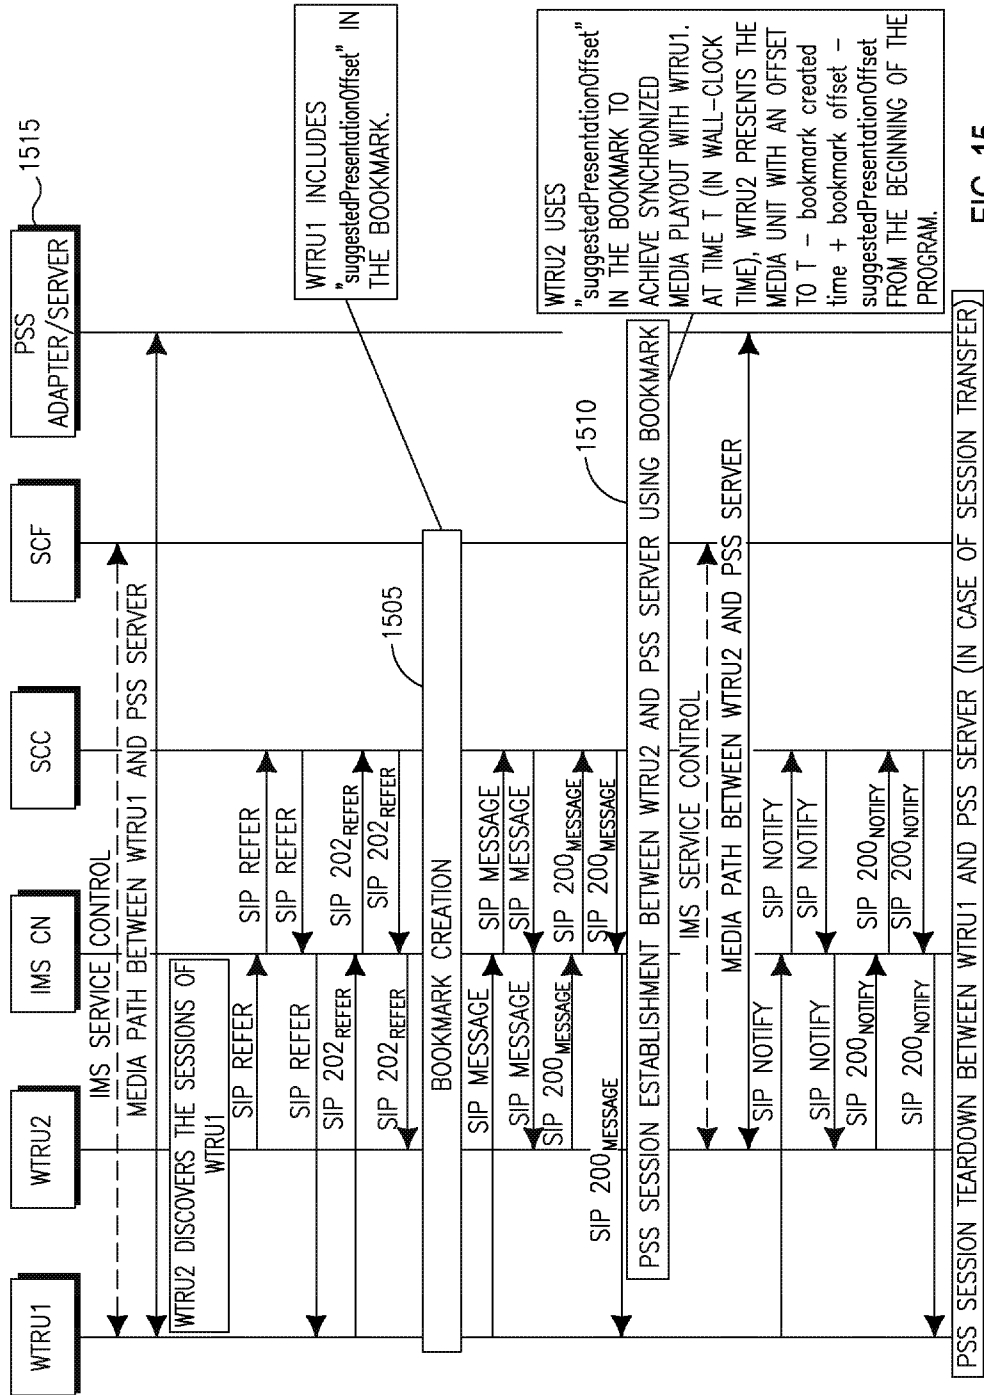 WTRU1
WTRU2
IMS CN
SCC
SCF
PSS
ADAPTER/SERVER
1515
IMS SERVICE CONTROL
MEDIA PATH BETWEEN WTRU1 AND PSS SERVER
WTRU2 DISCOVERS THE SESSIONS OF
WTRU1
SIP REFER
SIP REFER
SIP REFER
SIP REFER
SIP 202REFER
SIP 202REFER
SIP 202REFER
SIP 202REFER
1505
BOOKMARK CREATION
WTRU1 INCLUDES
"suggestedPresentationOffset" IN
THE BOOKMARK.
SIP MESSAGE
SIP MESSAGE
SIP MESSAGE
SIP MESSAGE
SIP 200MESSAGE
SIP 200MESSAGE
SIP 200MESSAGE
SIP 200MESSAGE
1510
PSS SESSION ESTABLISHMENT BETWEEN WTRU2 AND PSS SERVER USING BOOKMARK
WTRU2 USES
"suggestedPresentationOffset"
IN THE BOOKMARK TO
ACHIEVE SYNCHRONIZED
MEDIA PLAYOUT WITH WTRU1.
AT TIME T (IN WALL-CLOCK
TIME), WTRU2 PRESENTS THE
MEDIA UNIT WITH AN OFFSET
TO T - bookmark created
time + bookmark offset -
suggestedPresentationOffset
FROM THE BEGINNING OF THE
PROGRAM.
IMS SERVICE CONTROL
MEDIA PATH BETWEEN WTRU2 AND PSS SERVER
SIP NOTIFY
SIP NOTIFY
SIP NOTIFY
SIP NOTIFY
SIP 200NOTIFY
SIP 200NOTIFY
SIP 200NOTIFY
SIP 200NOTIFY
PSS SESSION TEARDOWN BETWEEN WTRU1 AND PSS SERVER (IN CASE OF SESSION TRANSFER)
FIG. 15